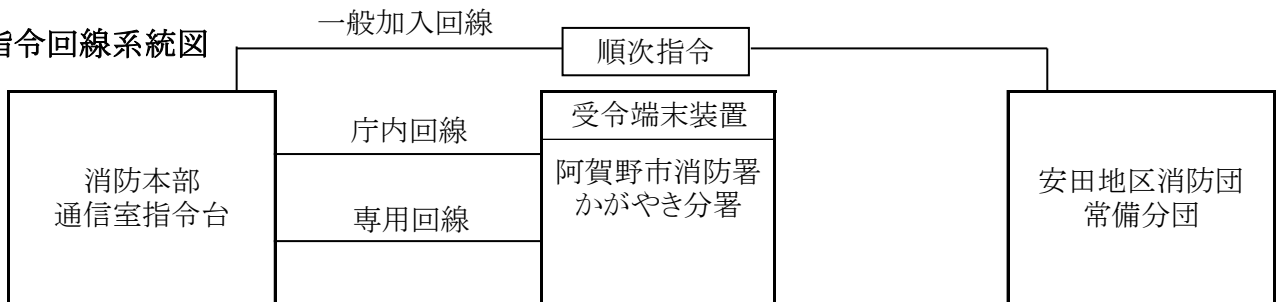 指令回線系統図
一般加入回線
順次指令
消防本部
通信室指令台
庁内回線
専用回線
受令端末装置
阿賀野市消防署
かがやき分署
安田地区消防団
常備分団